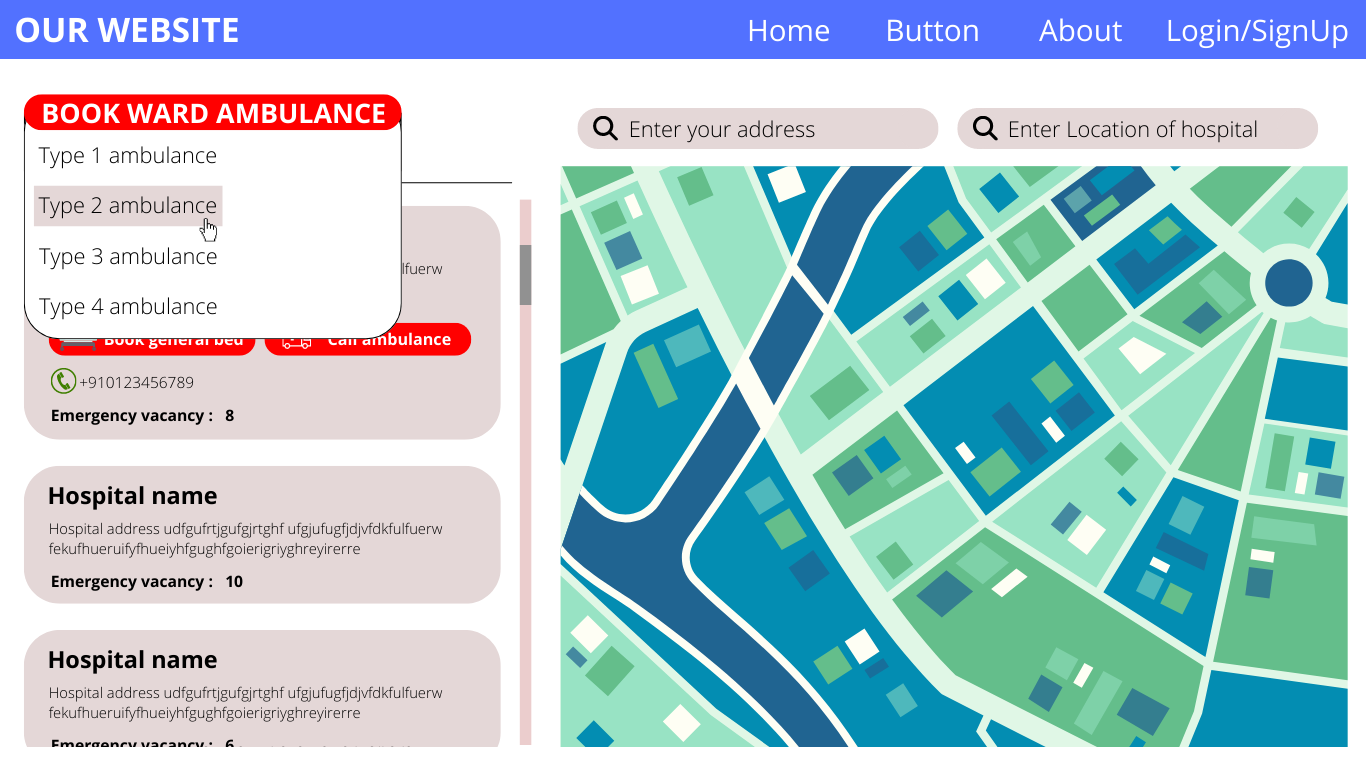 OUR WEBSITE
Home
Button
About
Login/SignUp
BOOK WARD AMBULANCE
Type 1 ambulance
Type 2 ambulance
Type 3 ambulance
Type 4 ambulance
Enter your address
Enter Location of hospital
lfuerw
Book general bed
Call ambulance
+910123456789
Emergency vacancy : 8
Hospital name
Hospital address udfgufrtjgufgjrtghf ufgjufugfjdjvfdkfulfuerw
fekufhueruifyfhueiyhfgughfgoierigriyghreyirerre
Emergency vacancy : 10
Hospital name
Hospital address udfgufrtjgufgjrtghf ufgjufugfjdjvfdkfulfuerw
fekufhueruifyfhueiyhfgughfgoierigriyghreyirerre
Emergency vacancy : 6